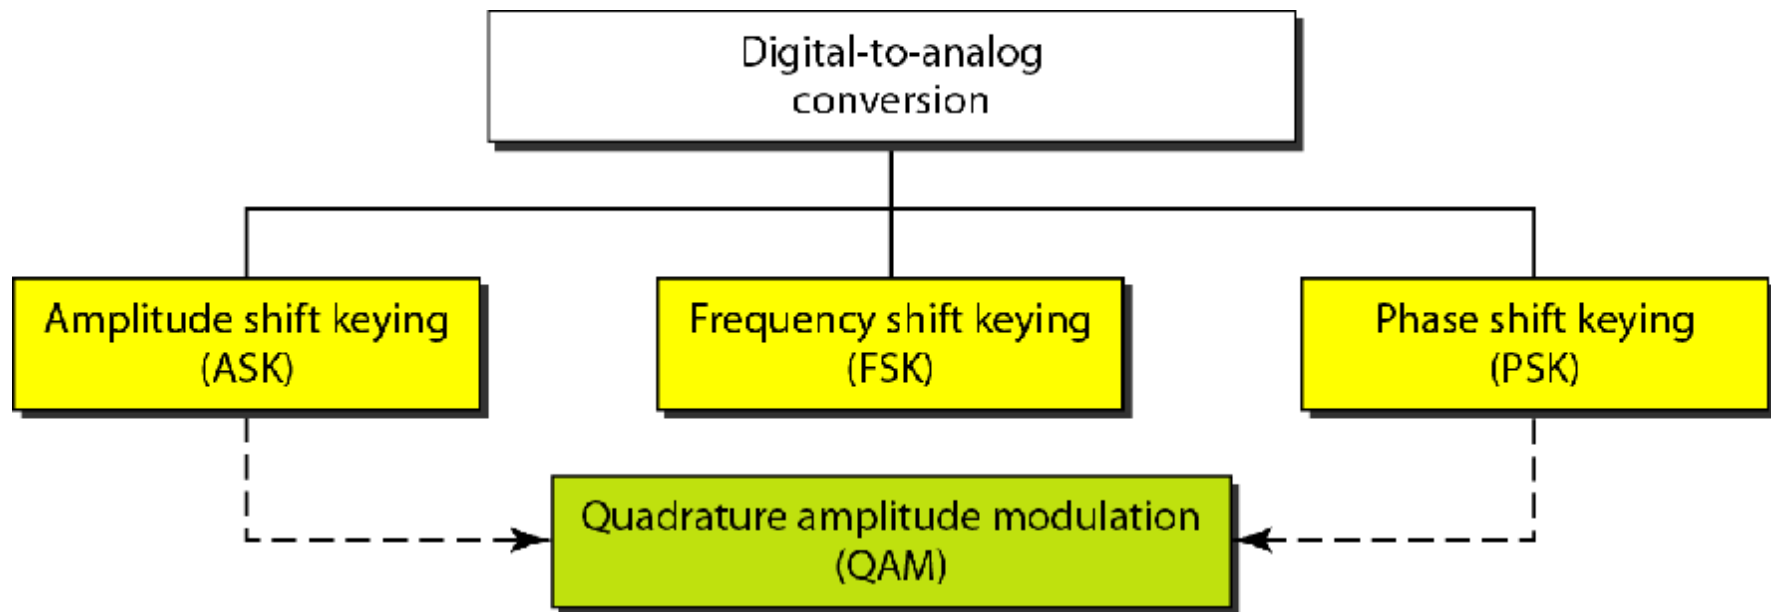 Digital-to-analog
conversion
Amplitude shift keying
(ASK)
Frequency shift keying
(FSK)
Phase shift keying
(PSK)
Quadrature amplitude modulation
(QAM)